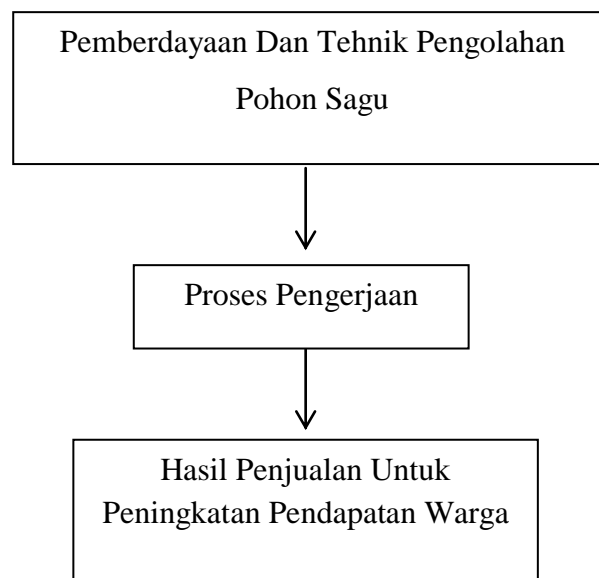 Pemberdayaan Dan Tehnik Pengolahan
Pohon Sagu
Proses Pengerjaan
Hasil Penjualan Untuk
Peningkatan Pendapatan Warga